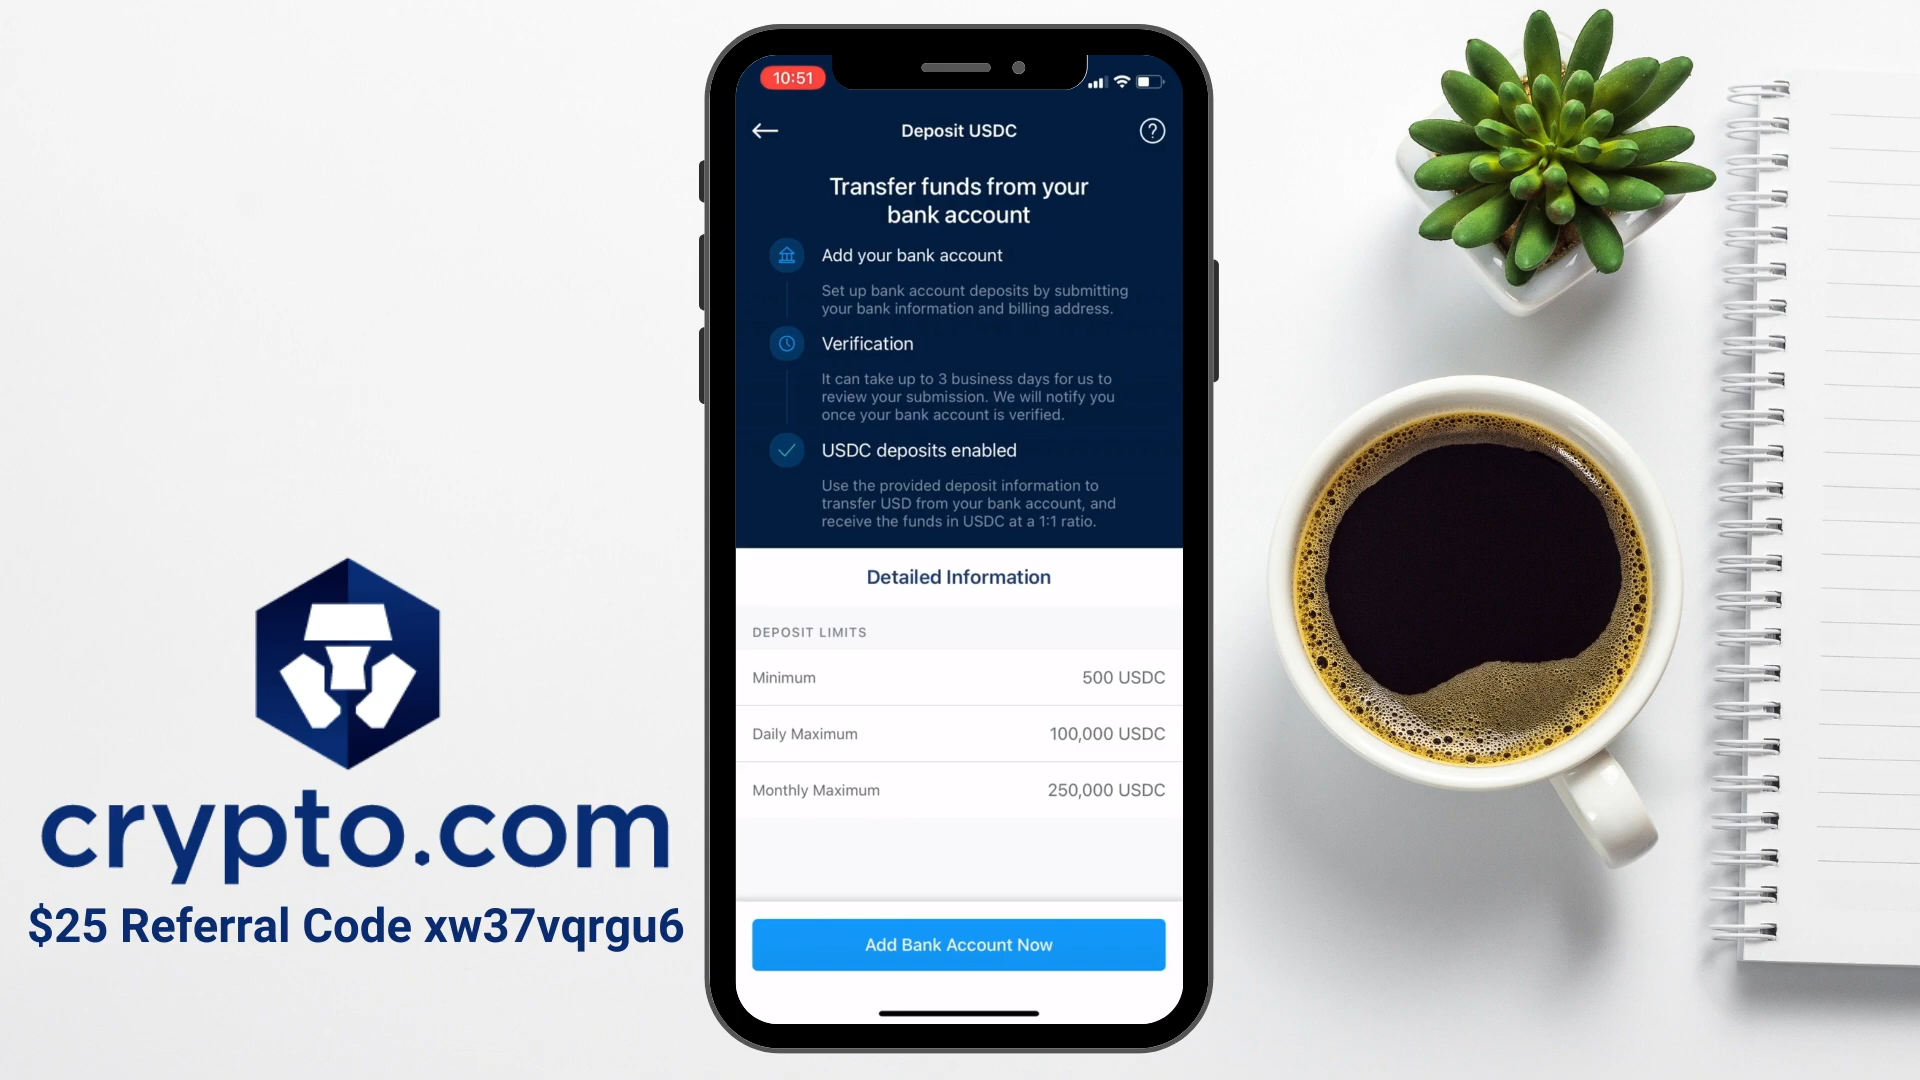 10:51
Deposit USDC
?
Transfer funds from your
bank account
Add your bank account
Set up bank account deposits by submitting
your bank information and billing address.
Verification
It can take up to 3 business days for us to
review your submission. We will notify you
once your bank account is verified.
USDC deposits enabled
Use the provided deposit information to
transfer USD from your bank account, and
receive the funds in USDC at a 1:1 ratio.
Detailed Information
DEPOSIT LIMITS
Minimum 500 USDC
Daily Maximum 100,000 USDC
Monthly Maximum 250,000 USDC
Add Bank Account Now
crypto.com
$25 Referral Code xw37vqrgu6